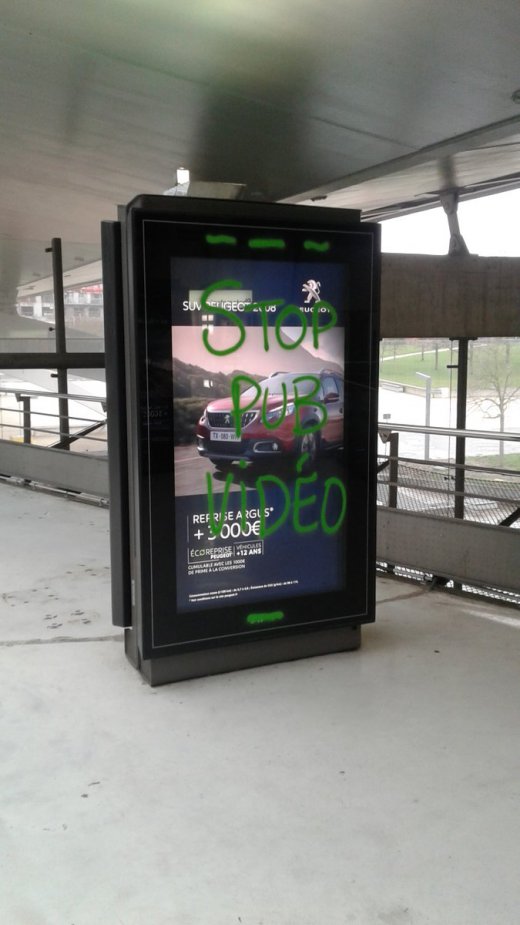 SUV PEUGEOT 2008
PEUGEOT
STOP
PUB
VIDÉO
REPRISE ARGUS*
+3000€
ÉCOREPRISE
PEUGEOT
VÉHICULES
+12 ANS
CUMULABLE AVEC LES 1000€
DE PRIME À LA CONVERSION